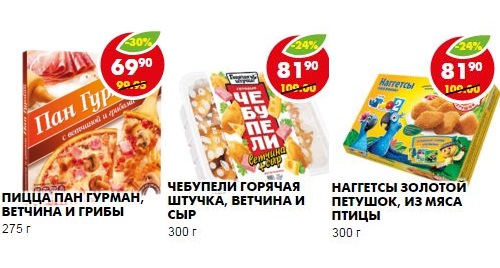 -30%
69 90
99.95
Пан Гурман
с ветчиной и грибами
ПИЦЦА ПАН ГУРМАН,
ВЕТЧИНА И ГРИБЫ
275 г
-24%
81 90
109.00
Горячая штучка
ЧЕБУПЕЛИ
ветчина
сыр
ЧЕБУПЕЛИ ГОРЯЧАЯ
ШТУЧКА, ВЕТЧИНА И
СЫР
300 г
-24%
81 90
109.00
Наггетсы
НАГГЕТСЫ ЗОЛОТОЙ
ПЕТУШОК, ИЗ МЯСА
ПТИЦЫ
300 г